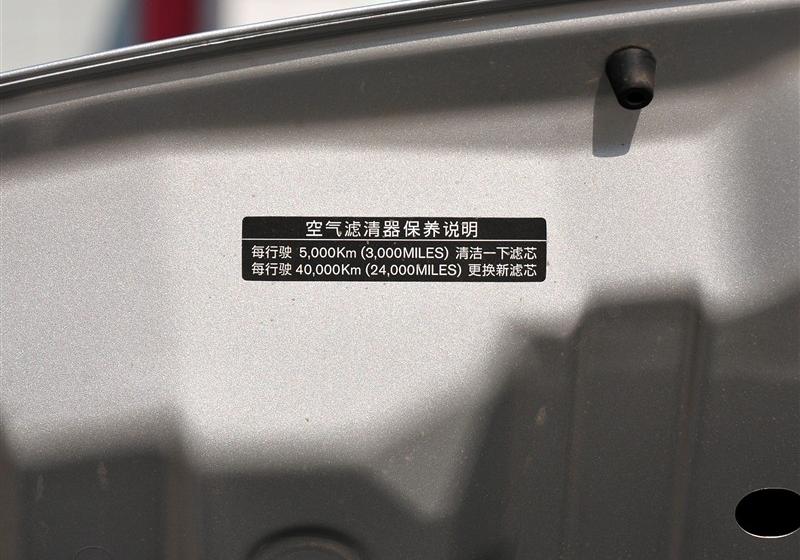 空气滤清器保养说明
每行驶 5,000Km (3,000MILES) 清洁一下滤芯
每行驶 40,000Km (24,000MILES) 更换新滤芯